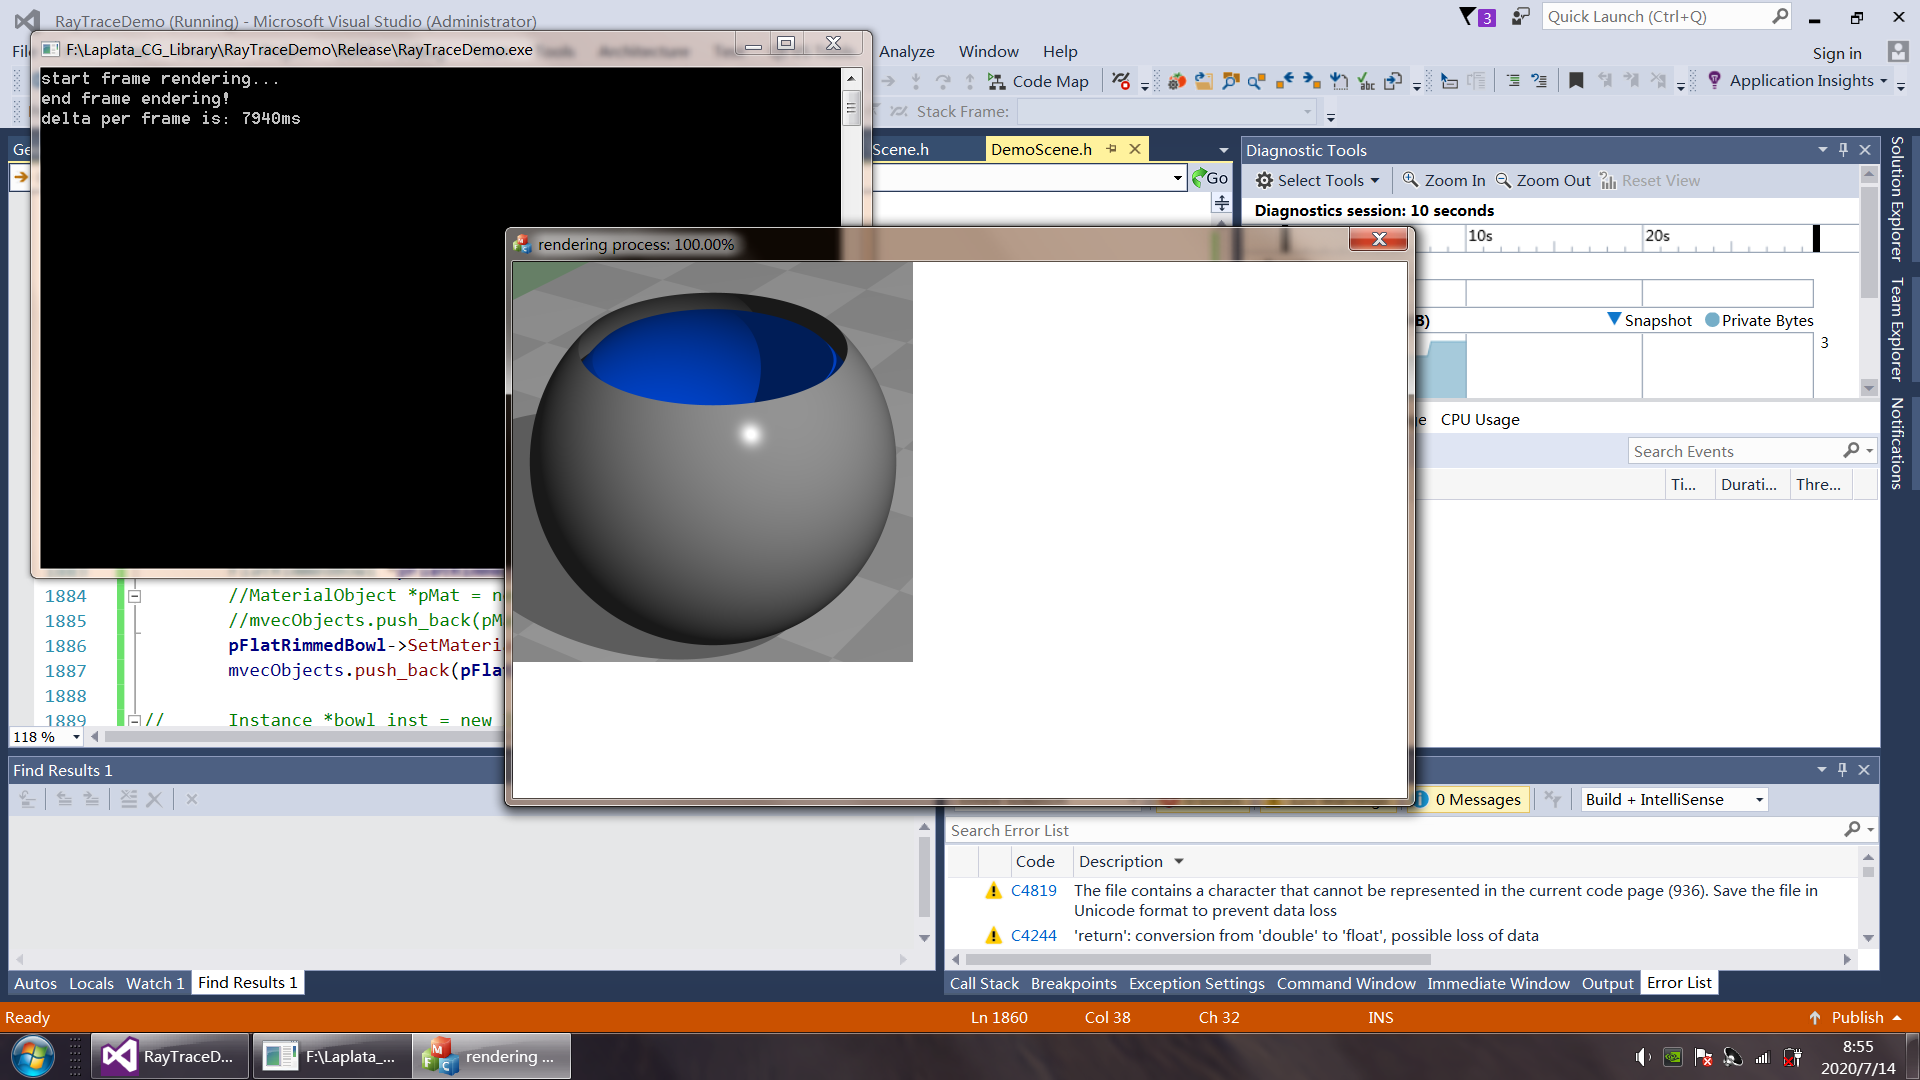 RayTraceDemo (Running) - Microsoft Visual Studio (Administrator)
3
Quick Launch (Ctrl+Q)
F:\Laplata_CG_Library\RayTraceDemo\Release\RayTraceDemo.exe
Analyze Window Help
Sign in
start frame rendering...
end frame endering!
delta per frame is: 7940ms
Code Map
Application Insights
Stack Frame:
Scene.h
DemoScene.h
Go
Diagnostic Tools
Select Tools
Zoom In
Zoom Out
Reset View
Diagnostics session: 10 seconds
10s
20s
rendering process: 100.00%
B)
Snapshot
Private Bytes
3
CPU Usage
Search Events
Ti...
Durati...
Thre...
Solution Explorer
Team Explorer
Notifications
1884 //MaterialObject *pMat = n
1885 //mvecObjects.push_back(pM
1886 pFlatRimmedBowl->SetMateri
1887 mvecObjects.push_back(pFla
1888
1889 // Instance *bowl_inst = new
118 %
Find Results 1
0 Messages
Build + IntelliSense
Search Error List
Code
Description
C4819 The file contains a character that cannot be represented in the current code page (936). Save the file in
Unicode format to prevent data loss
C4244 'return': conversion from 'double' to 'float', possible loss of data
Autos Locals Watch 1 Find Results 1
Call Stack Breakpoints Exception Settings Command Window Immediate Window Output Error List
Ready
Ln 1860
Col 38
Ch 32
INS
Publish
RayTraceD...
F:\Laplata_...
rendering ...
8:55
2020/7/14